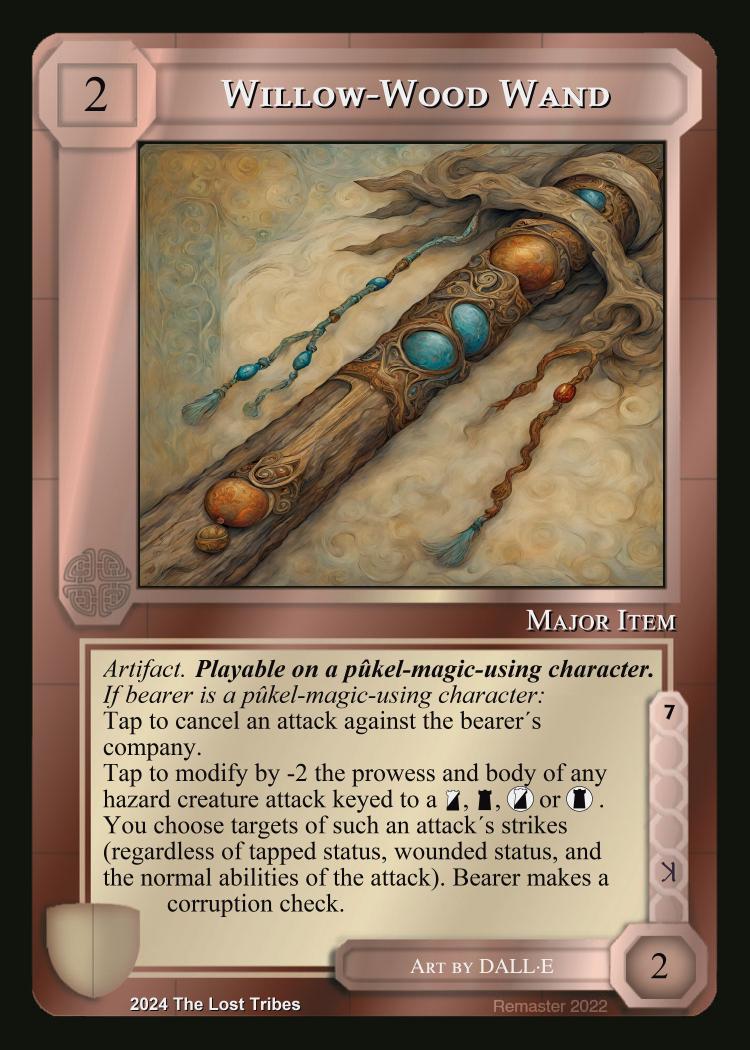 2
Willow-Wood Wand
Major Item
Artifact. Playable on a pûkel-magic-using character.
If bearer is a pûkel-magic-using character:
Tap to cancel an attack against the bearer´s
company.
Tap to modify by -2 the prowess and body of any
hazard creature attack keyed to a , , or .
You choose targets of such an attack´s strikes
(regardless of tapped status, wounded status, and
the normal abilities of the attack). Bearer makes a
corruption check.
7
K
2
Art by DALL·E
2024 The Lost Tribes
Remaster 2022